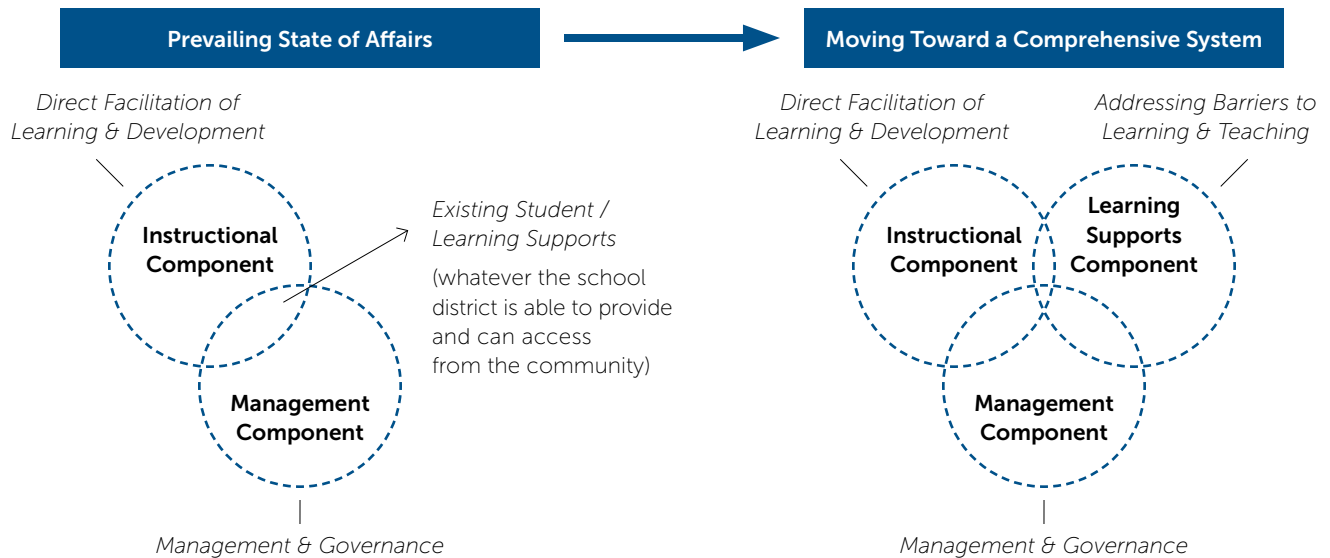 Prevailing State of Affairs
Direct Facilitation of
Learning & Development
Instructional
Component
Existing Student /
Learning Supports
(whatever the school
district is able to provide
and can access
from the community)
Management
Component
Management & Governance
Moving Toward a Comprehensive System
Direct Facilitation of
Learning & Development
Addressing Barriers to
Learning & Teaching
Instructional
Component
Learning
Supports
Component
Management
Component
Management & Governance